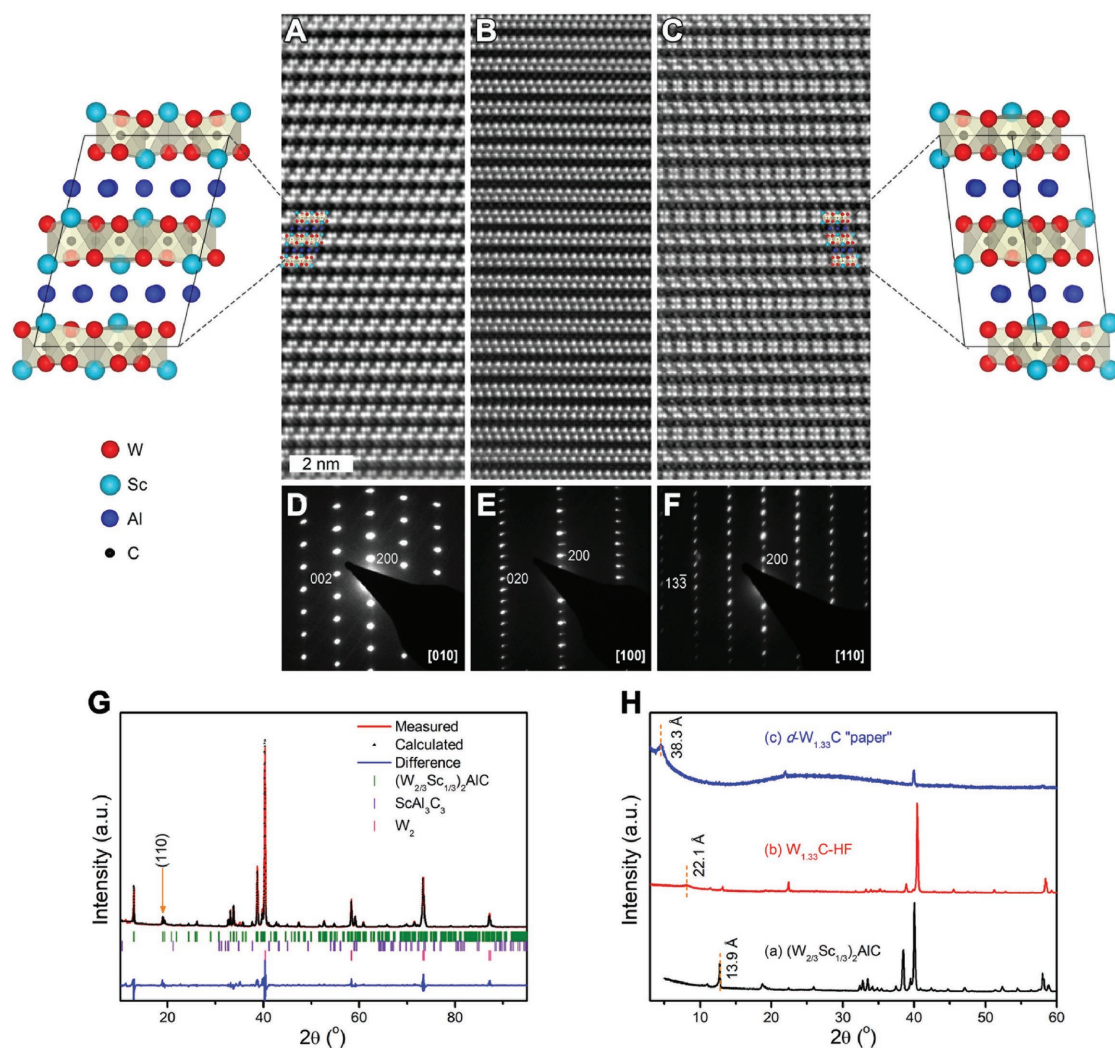 A
B
C
W
Sc
Al
C
2 nm
D
002
200
[010]
E
020
200
[100]
F
133̅
200
[110]
G
Intensity (a.u.)
(110)
Measured
Calculated
Difference
(W2/3Sc1/3)2AlC
ScAl3C3
W2
20
40
60
80
2θ (°)
H
Intensity (a.u.)
38.3 Å
(c) d-W1.33C "paper"
22.1 Å
(b) W1.33C-HF
13.9 Å
(a) (W2/3Sc1/3)2AlC
10
20
30
40
50
60
2θ (°)